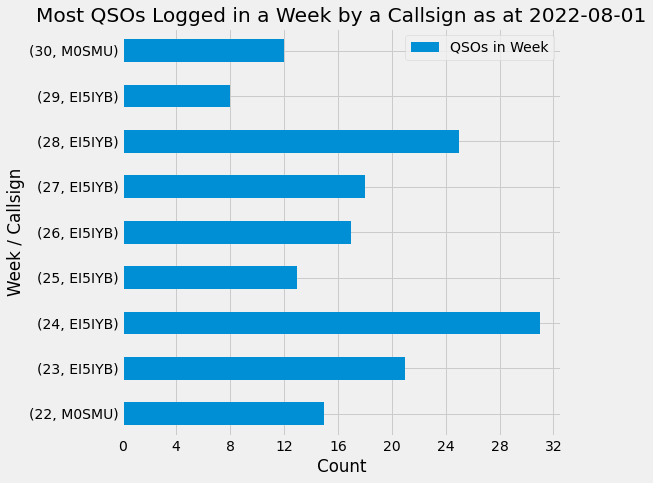 Most QSOs Logged in a Week by a Callsign as at 2022-08-01
QSOs in Week
Week / Callsign
(30, M0SMU)
(29, EI5IYB)
(28, EI5IYB)
(27, EI5IYB)
(26, EI5IYB)
(25, EI5IYB)
(24, EI5IYB)
(23, EI5IYB)
(22, M0SMU)
0 4 8 12 16 20 24 28 32
Count